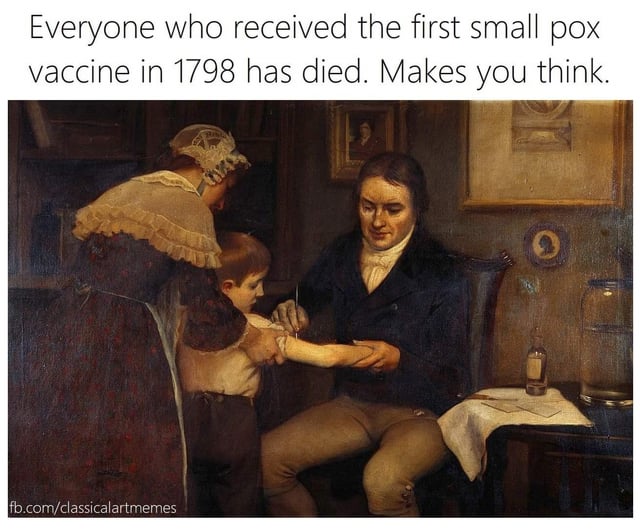 Everyone who received the first small pox
vaccine in 1798 has died. Makes you think.
fb.com/classicalartmemes